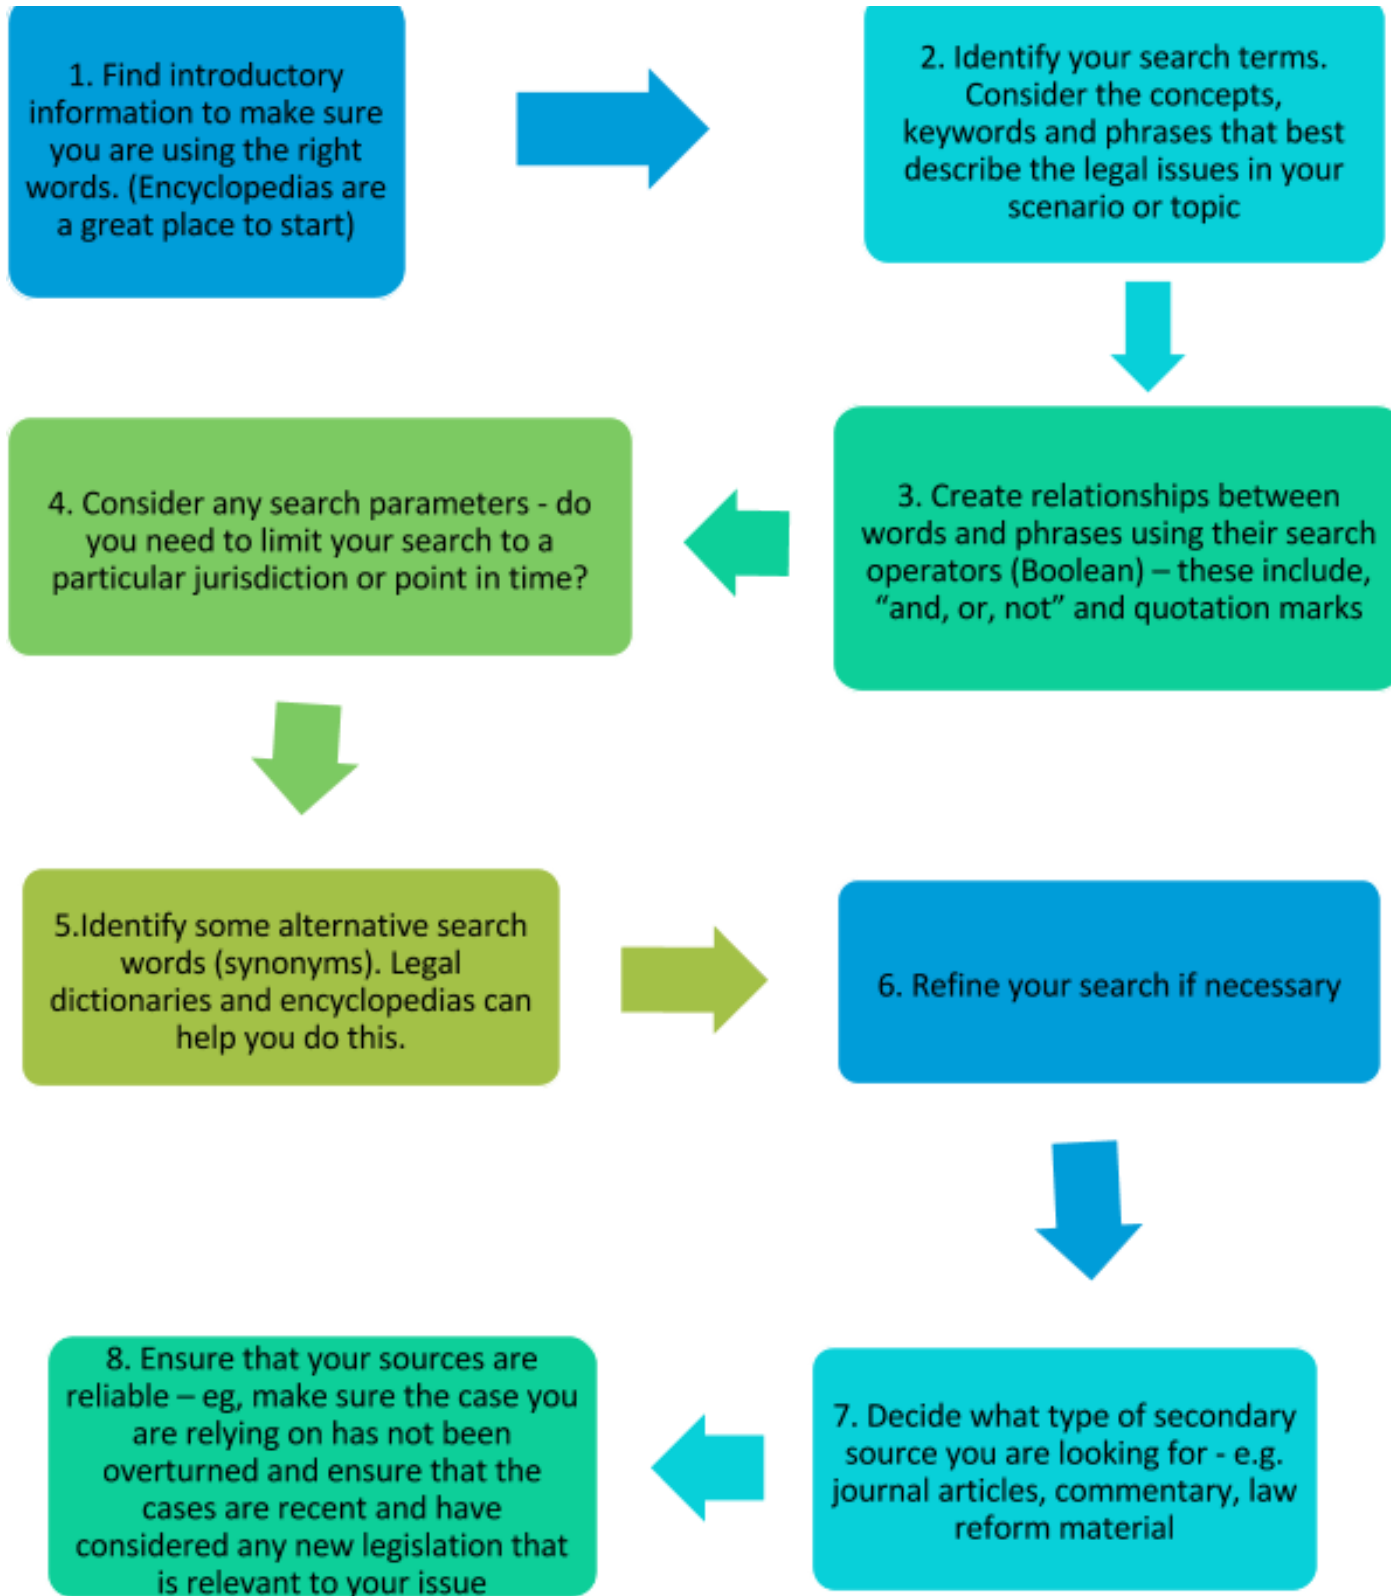 1. Find introductory
information to make sure
you are using the right
words. (Encyclopedias are
a great place to start)
2. Identify your search terms.
Consider the concepts,
keywords and phrases that best
describe the legal issues in your
scenario or topic
3. Create relationships between
words and phrases using their search
operators (Boolean) – these include,
“and, or, not” and quotation marks
4. Consider any search parameters - do
you need to limit your search to a
particular jurisdiction or point in time?
5.Identify some alternative search
words (synonyms). Legal
dictionaries and encyclopedias can
help you do this.
6. Refine your search if necessary
7. Decide what type of secondary
source you are looking for - e.g.
journal articles, commentary, law
reform material
8. Ensure that your sources are
reliable – eg, make sure the case you
are relying on has not been
overturned and ensure that the
cases are recent and have
considered any new legislation that
is relevant to your issue